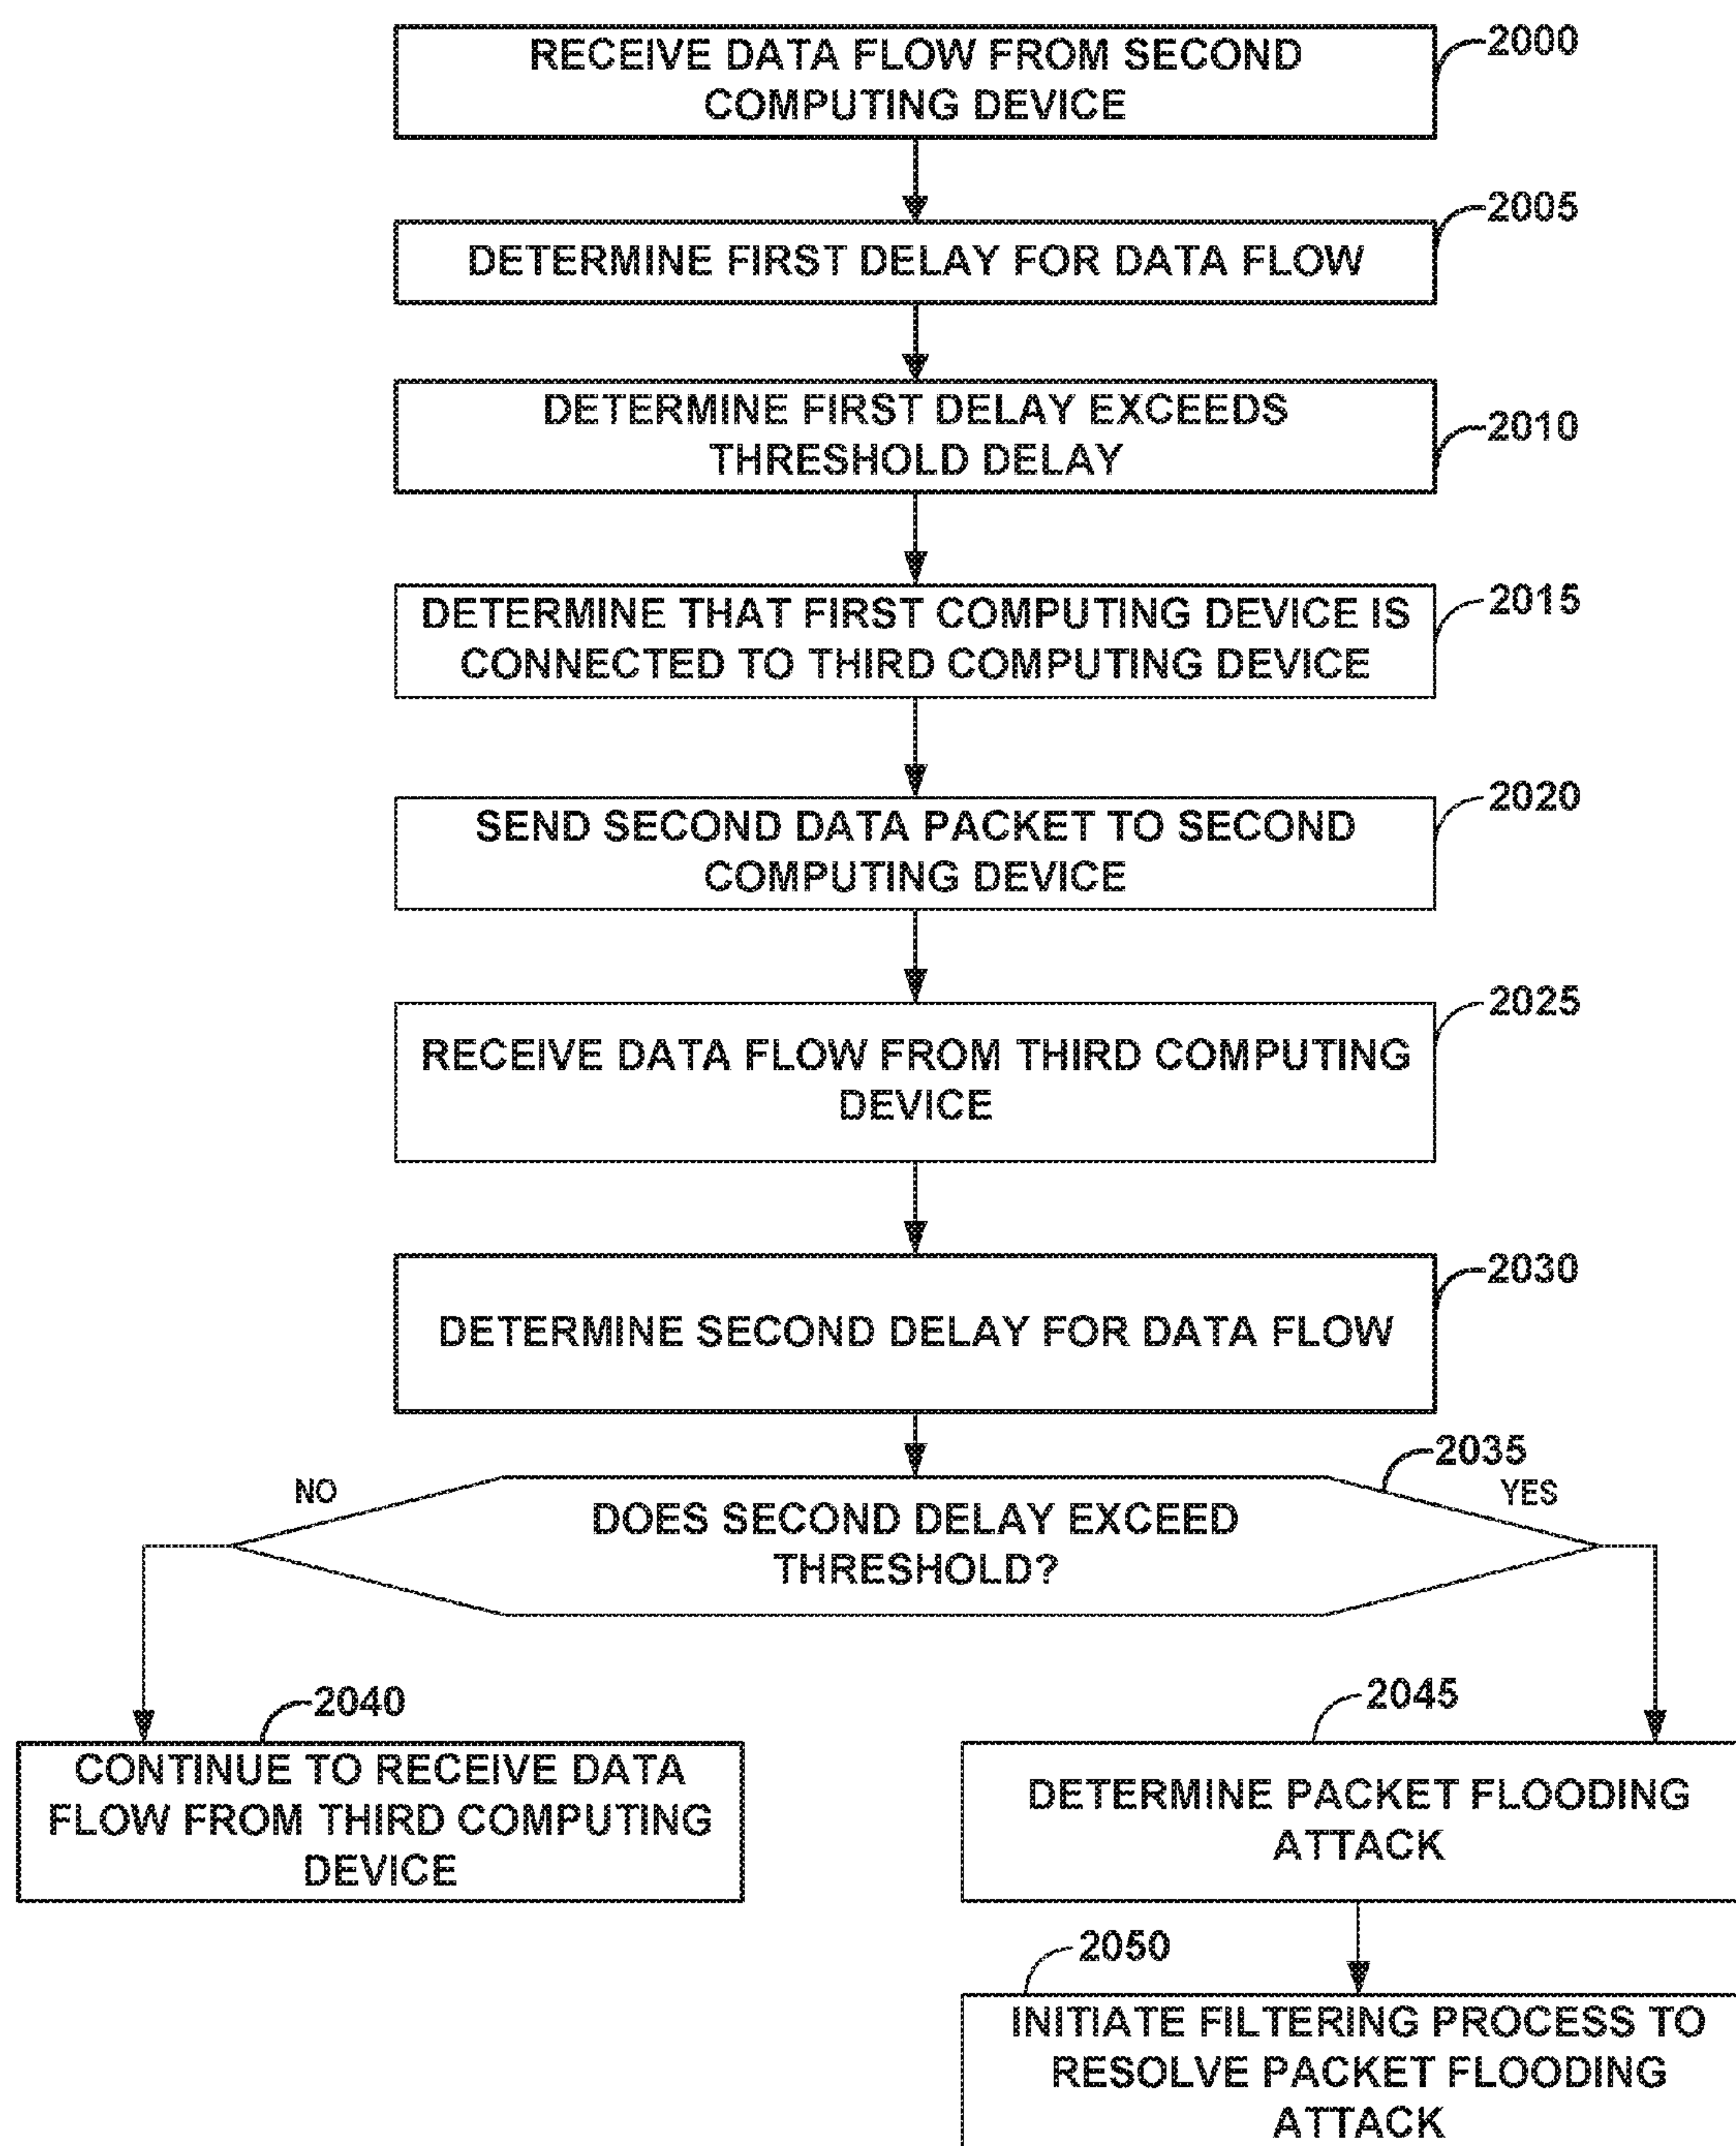 RECEIVE DATA FLOW FROM SECOND
COMPUTING DEVICE
2000
DETERMINE FIRST DELAY FOR DATA FLOW
2005
DETERMINE FIRST DELAY EXCEEDS
THRESHOLD DELAY
2010
DETERMINE THAT FIRST COMPUTING DEVICE IS
CONNECTED TO THIRD COMPUTING DEVICE
2015
SEND SECOND DATA PACKET TO SECOND
COMPUTING DEVICE
2020
RECEIVE DATA FLOW FROM THIRD COMPUTING
DEVICE
2025
DETERMINE SECOND DELAY FOR DATA FLOW
2030
2035
NO
YES
DOES SECOND DELAY EXCEED
THRESHOLD?
2040
CONTINUE TO RECEIVE DATA
FLOW FROM THIRD COMPUTING
DEVICE
2045
DETERMINE PACKET FLOODING
ATTACK
2050
INITIATE FILTERING PROCESS TO
RESOLVE PACKET FLOODING
ATTACK